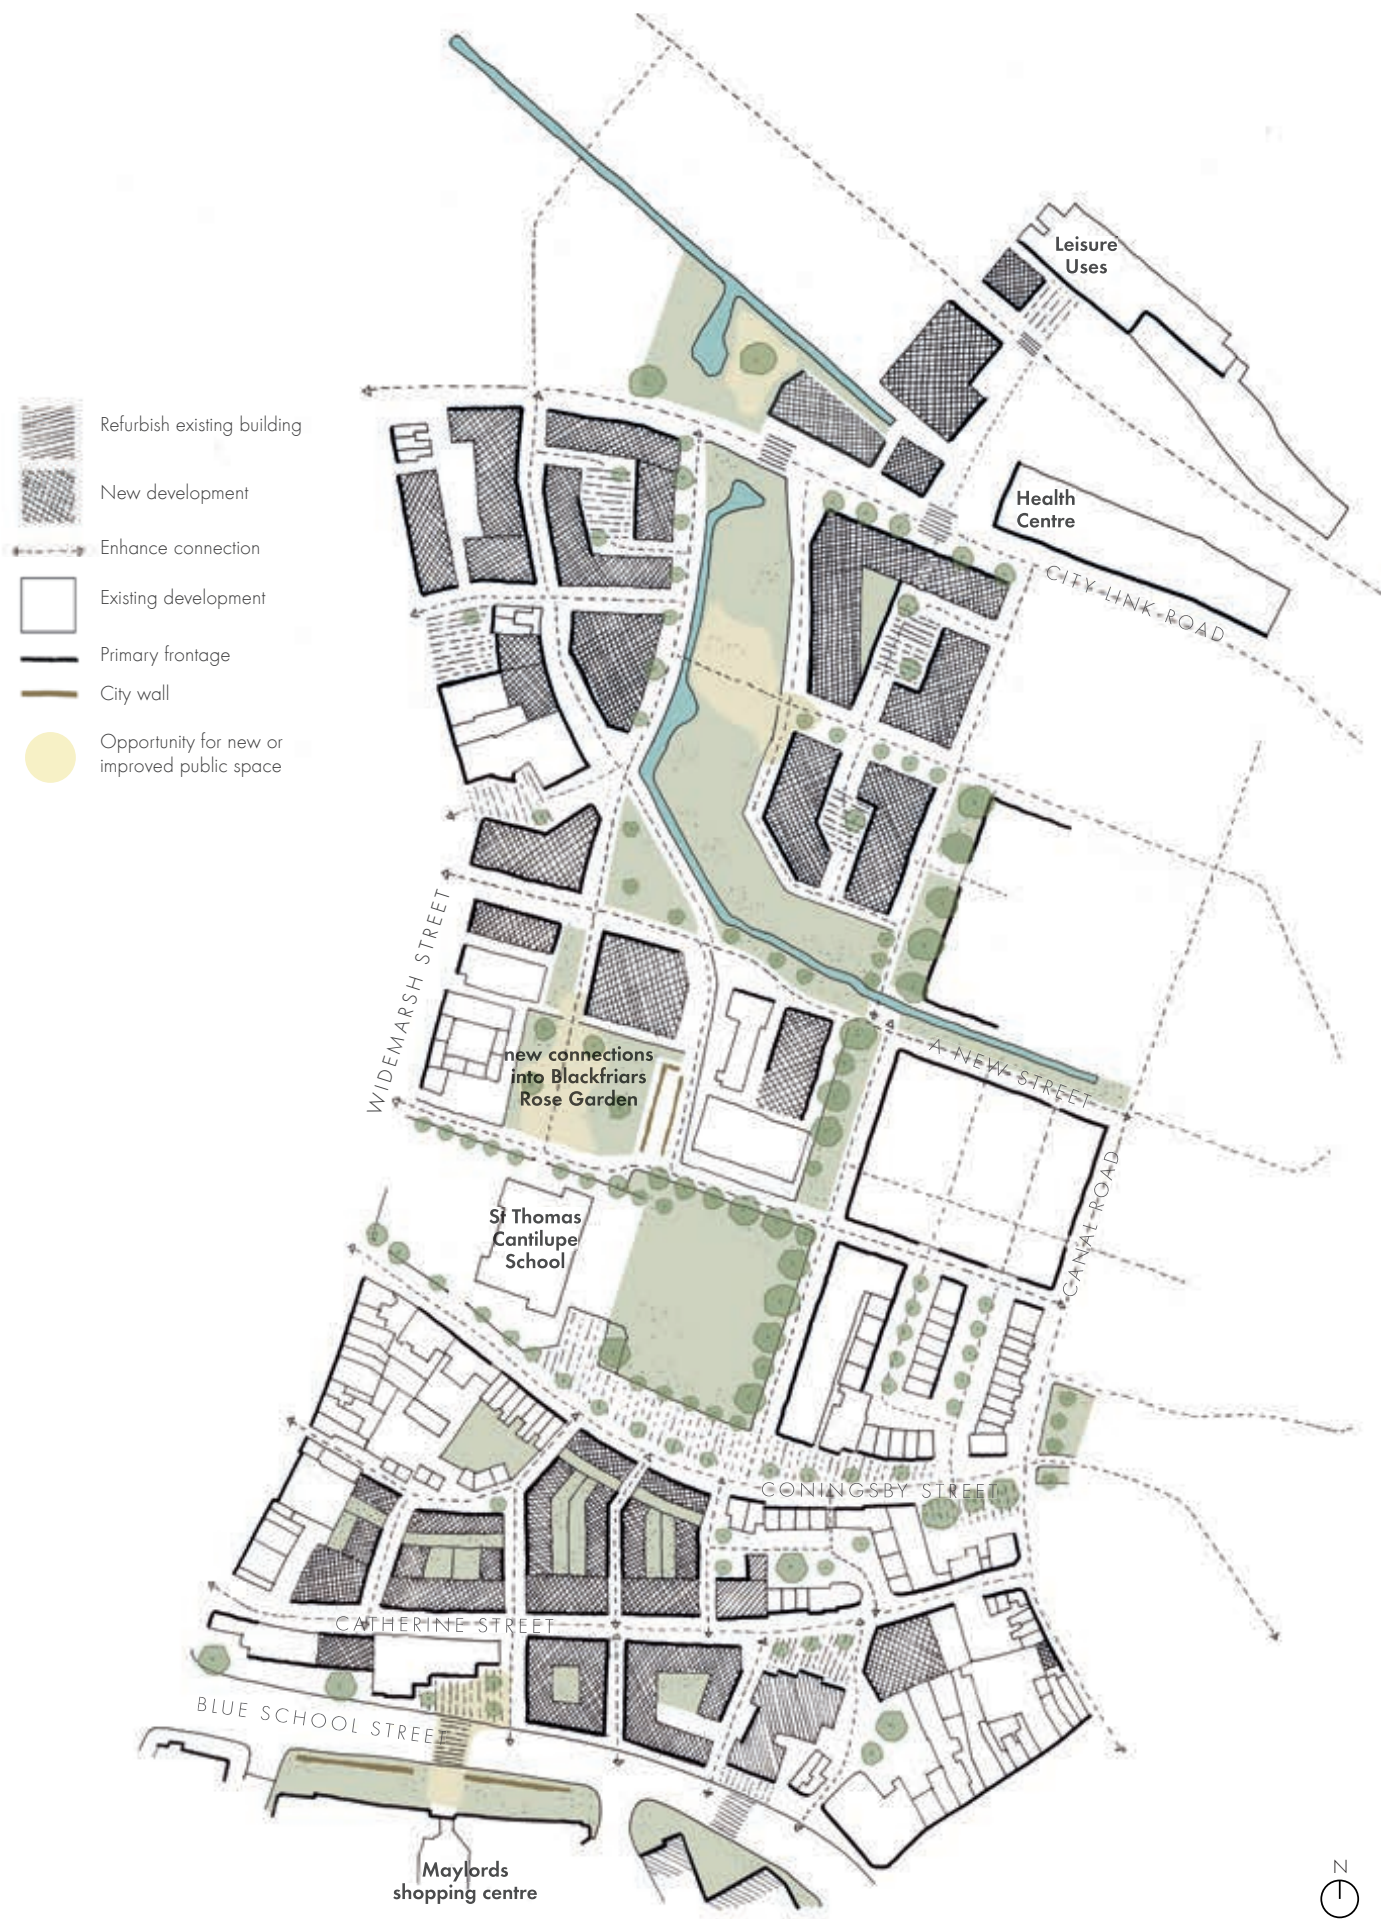 Leisure
Uses
Refurbish existing building
New development
Health
Centre
Enhance connection
CITY LINK ROAD
Existing development
Primary frontage
City wall
Opportunity for new or
improved public space
WIDEMARSH STREET
new connections
into Blackfriars
Rose Garden
A NEW STREET
CANAL ROAD
St Thomas
Cantilupe
School
CONINGSBY STREET
CATHERINE STREET
BLUE SCHOOL STREET
Maylords
shopping centre
N